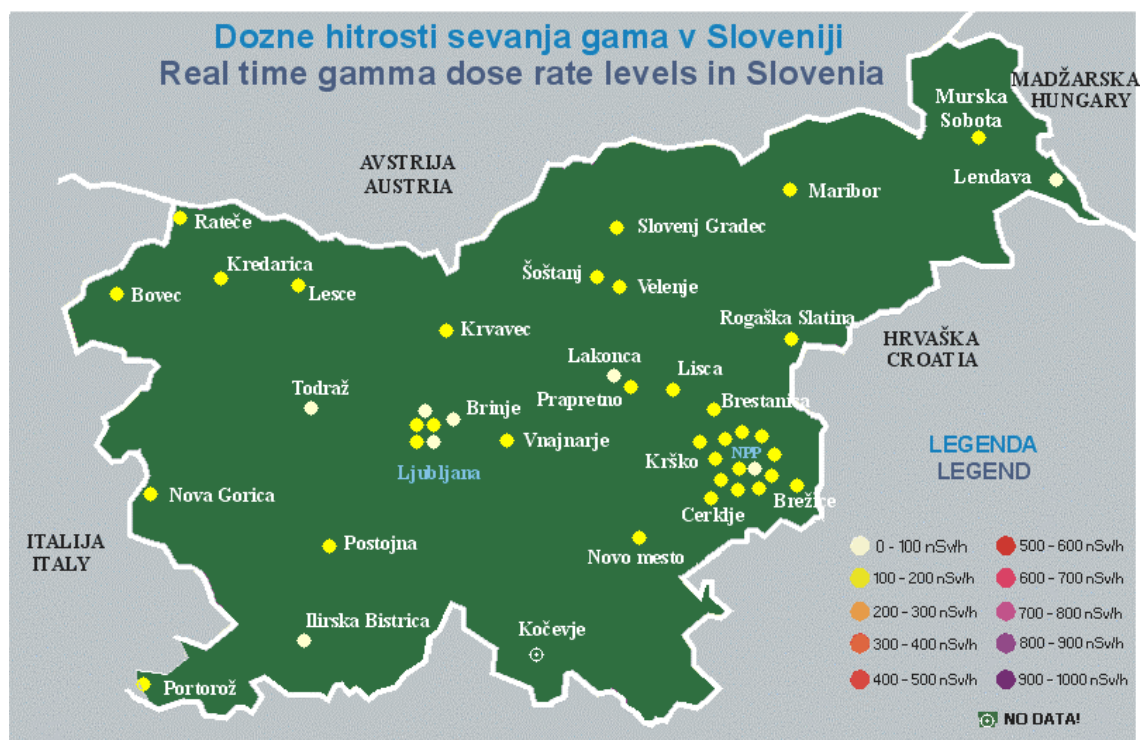 Dozne hitrosti sevanja gama v Sloveniji
Real time gamma dose rate levels in Slovenia
MADŽARSKA
HUNGARY
Murska
Sobota
AVSTRIJA
AUSTRIA
Lendava
Maribor
Rateče
Slovenj Gradec
Kredarica
Šoštanj
Velenje
Bovec
Lesce
Rogaška Slatina
Krvavec
HRVAŠKA
CROATIA
Lakonca
Lisca
Todraž
Prapretno
Brestanica
Brinje
Vnajnarje
NPP
LEGENDA
LEGEND
Krško
Ljubljana
Nova Gorica
Brežice
Cerklje
ITALIJA
ITALY
Postojna
Novo mesto
0 - 100 nSv/h
500 - 600 nSv/h
100 - 200 nSv/h
600 - 700 nSv/h
200 - 300 nSv/h
700 - 800 nSv/h
300 - 400 nSv/h
800 - 900 nSv/h
400 - 500 nSv/h
900 - 1000 nSv/h
Ilirska Bistrica
Kočevje
Portorož
NO DATA!